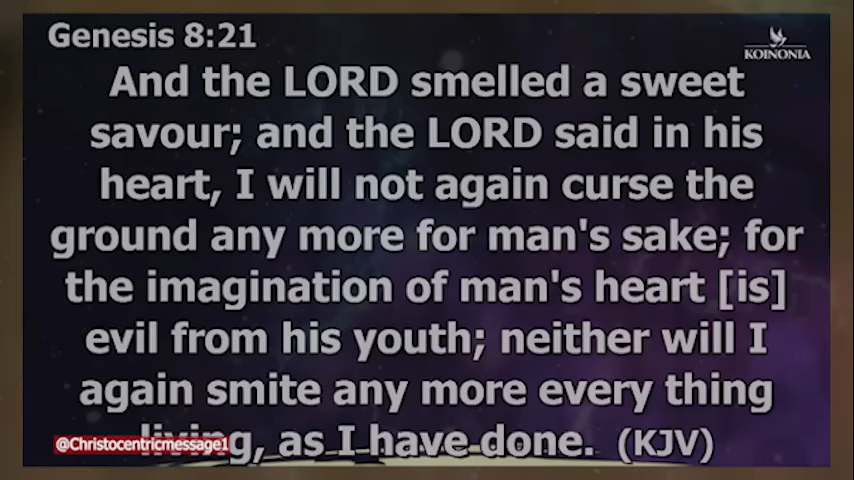 Genesis 8:21
KOINONIA
And the LORD smelled a sweet
savour; and the LORD said in his
heart, I will not again curse the
ground any more for man's sake; for
the imagination of man's heart [is]
evil from his youth; neither will I
again smite any more every thing
living, as I have done. (KJV)
@Christocentricmessage1